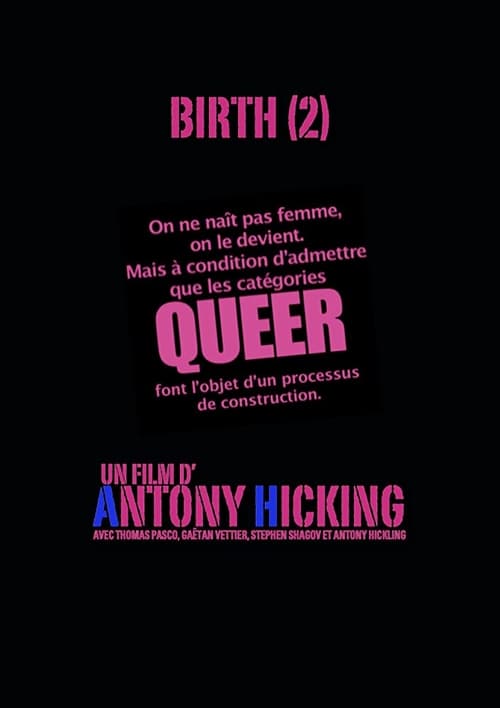 BIRTH (2)
On ne naît pas femme,
on le devient.
Mais à condition d'admettre
que les catégories
QUEER
font l'objet d'un processus
de construction.
UN FILM D'
ANTONY HICKING
AVEC THOMAS PASCO, GAËTAN VETTIER, STEPHEN SHAGOV ET ANTONY HICKLING